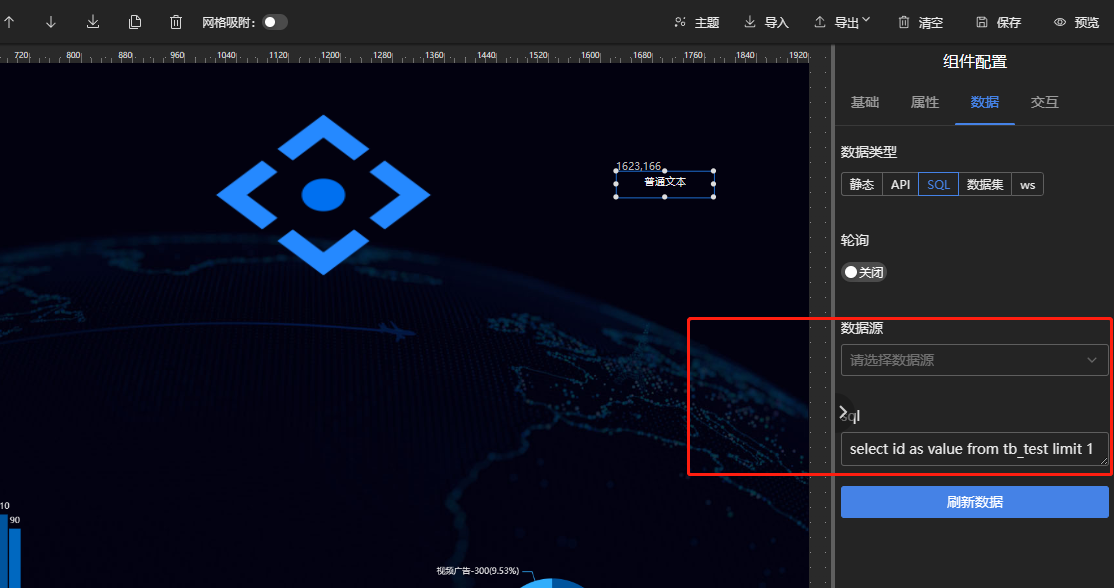 网格吸附:
主题
导入
导出
清空
保存
预览
720 800 880 960 1040 1120 1200 1280 1360 1440 1520 1600 1680 1760 1840 1920
组件配置
基础 属性 数据 交互
数据类型
静态 API SQL 数据集 ws
轮询
关闭
数据源
请选择数据源
sql
select id as value from tb_test limit 1
刷新数据
1623,166
普通文本
10
90
视频广告-300(9.53%)